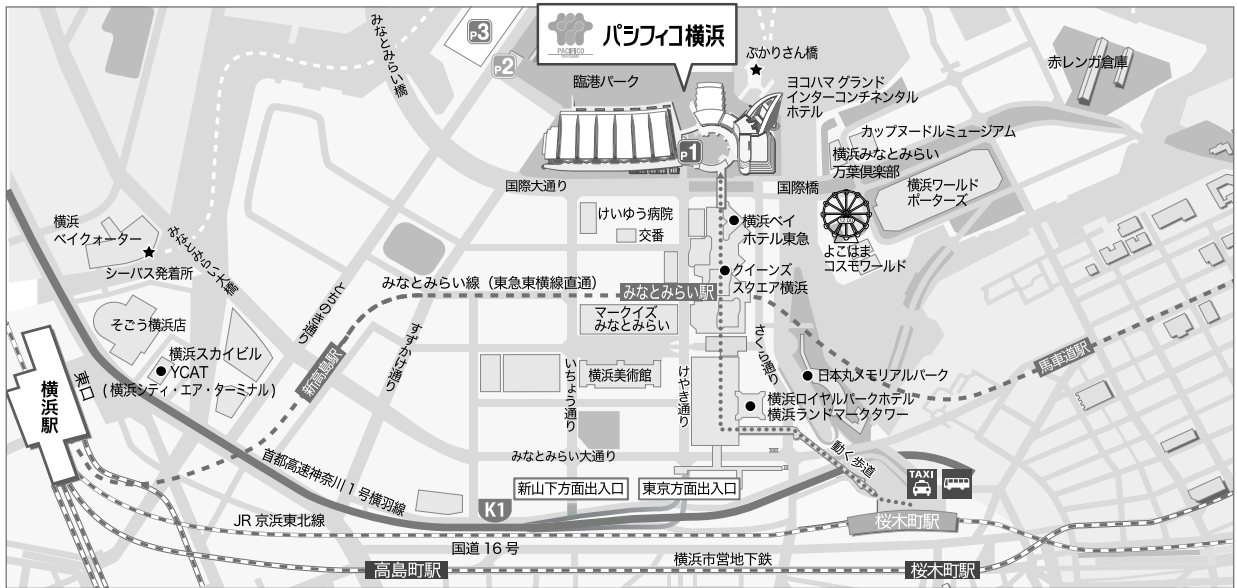 パシフィコ横浜
PACIFICO
P3
P2
P1
みなとみらい橋
臨港パーク
ぷかりさん橋
ヨコハマ グランド
インターコンチネンタル
ホテル
赤レンガ倉庫
カップヌードルミュージアム
横浜みなとみらい
万葉倶楽部
横浜ワールド
ポーターズ
国際大通り
国際橋
けいゆう病院
交番
横浜ベイ
ホテル東急
よこはま
コスモワールド
横浜
ベイクォーター
シーバス発着所
みなとみらい大橋
クイーンズ
スクエア横浜
みなとみらい線（東急東横線直通）
みなとみらい駅
マークイズ
みなとみらい
とちのき通り
すずかけ通り
さくら通り
そごう横浜店
横浜スカイビル
YCAT
(横浜シティ・エア・ターミナル)
新高島駅
馬車道駅
横浜駅
東口
いちょう通り
横浜美術館
けやき通り
日本丸メモリアルパーク
横浜ロイヤルパークホテル
横浜ランドマークタワー
動く歩道
みなとみらい大通り
首都高速神奈川1号横羽線
新山下方面出入口
東京方面出入口
TAXI
K1
JR京浜東北線
桜木町駅
国道16号
横浜市営地下鉄
高島町駅
桜木町駅